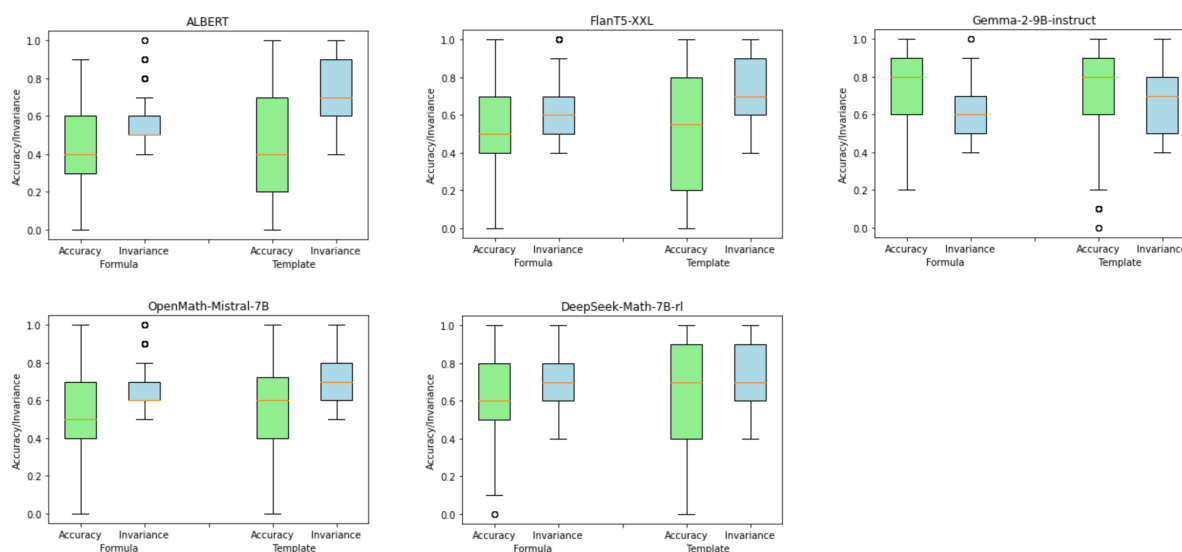 ALBERT
Accuracy/Invariance
1.0
0.8
0.6
0.4
0.2
0.0
Accuracy Invariance Accuracy Invariance
Formula Template
FlanT5-XXL
Accuracy/Invariance
1.0
0.8
0.6
0.4
0.2
0.0
Accuracy Invariance Accuracy Invariance
Formula Template
Gemma-2-9B-instruct
Accuracy/Invariance
1.0
0.8
0.6
0.4
0.2
0.0
Accuracy Invariance Accuracy Invariance
Formula Template
OpenMath-Mistral-7B
Accuracy/Invariance
1.0
0.8
0.6
0.4
0.2
0.0
Accuracy Invariance Accuracy Invariance
Formula Template
DeepSeek-Math-7B-rl
Accuracy/Invariance
1.0
0.8
0.6
0.4
0.2
0.0
Accuracy Invariance Accuracy Invariance
Formula Template